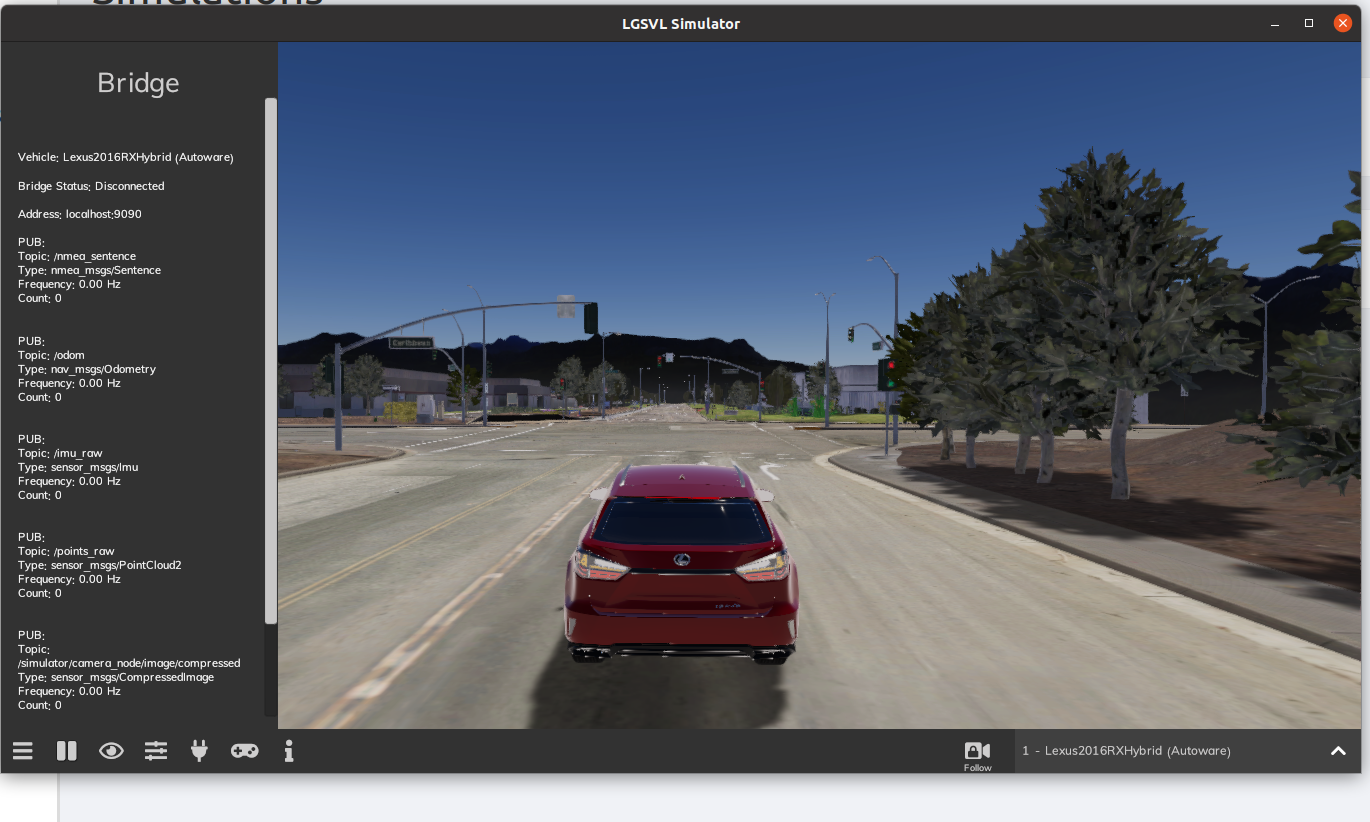 Simulations
LGSVL Simulator
Bridge
Vehicle: Lexus2016RXHybrid (Autoware)
Bridge Status: Disconnected
Address: localhost:9090
PUB:
Topic: /nmea_sentence
Type: nmea_msgs/Sentence
Frequency: 0.00 Hz
Count: 0
PUB:
Topic: /odom
Type: nav_msgs/Odometry
Frequency: 0.00 Hz
Count: 0
PUB:
Topic: /imu_raw
Type: sensor_msgs/Imu
Frequency: 0.00 Hz
Count: 0
PUB:
Topic: /points_raw
Type: sensor_msgs/PointCloud2
Frequency: 0.00 Hz
Count: 0
PUB:
Topic:
/simulator/camera_node/image/compressed
Type: sensor_msgs/CompressedImage
Frequency: 0.00 Hz
Count: 0
Follow
1 - Lexus2016RXHybrid (Autoware)